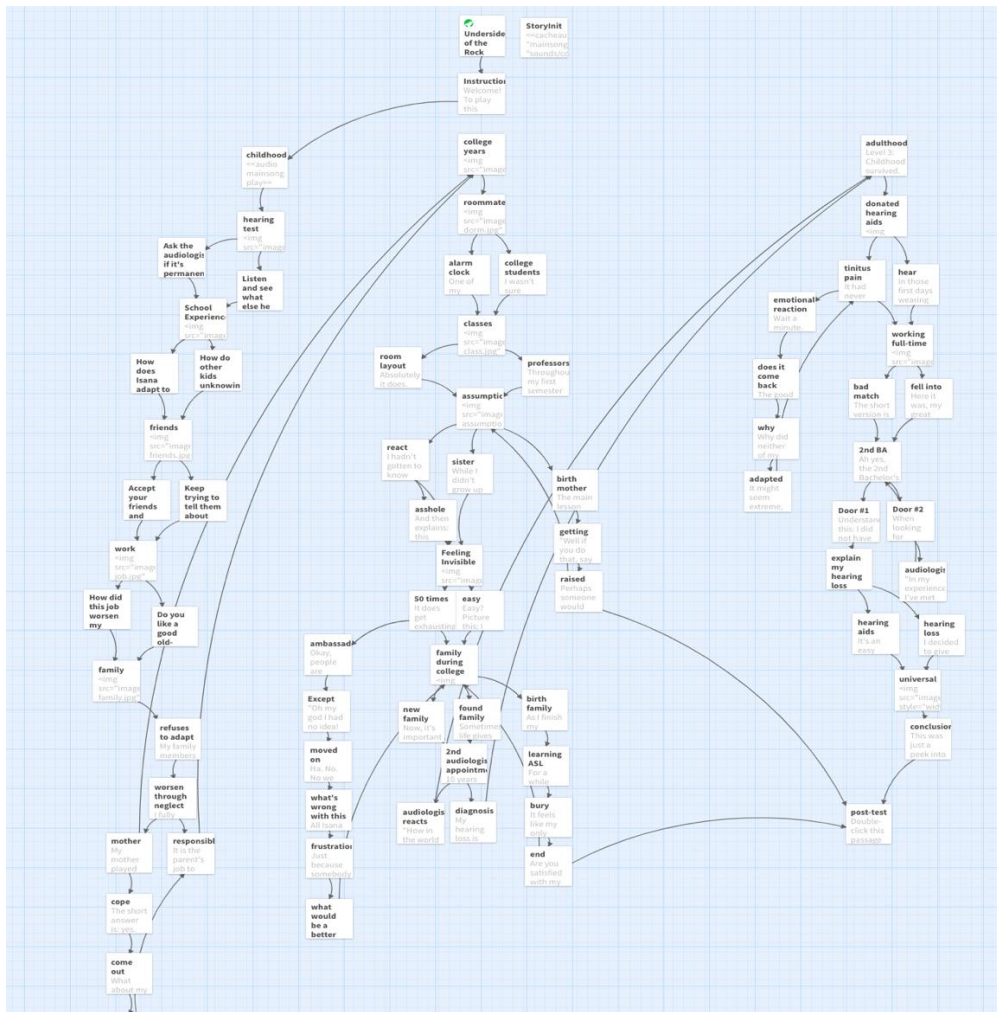 Underside
of the
Rock
StoryInit
<<cacheau
"mainsong"
"sounds/co
Instruction
Welcome!
To play this
childhood
<<audio
mainsong
play>>
hearing
test
<img
src="image
Ask the
audiologis
if it's
permanen
Listen and
see what
else he
School
Experienc
<img
src="image
How
does Isana
adapt to
How do
other kids
unknowin
friends
<img
src="image
friends.jpg"
Accept
your
friends
and
Keep
trying to
tell them
about
work
<img
src="image
job.jpg"
How did
this job
worsen
my
Do you
like a
good
old-
family
<img
src="image
family.jpg"
refuses
to adapt
My family
members
worsen
through
neglect
I fully
mother
My
mother
played
responsibl
It is the
parent's
job to
cope
The short
answer
is: yes.
come
out
What
about my
college
years
<img
src="image
roommate
<img
src="image
dorm.jpg"
alarm
clock
One of
my
college
students
I wasn't
sure
classes
<img
src="image
class.jpg"
room
layout
Absolutely
it does.
professors
Throughou
my first
semester
assumptio
<img
src="image
assumptio
react
I hadn't
gotten to
know
sister
While I
didn't
grow up
birth
mother
The main
lesson
asshole
And then
explains:
this
getting
"Well if
you do
that, say
Feeling
Invisible
<img
src="image
raised
Perhaps
someone
would
50 times
It does
get
exhausting
easy
Easy?
Picture
this: I
ambassad
Okay,
people
are
family
during
college
<img
Except
"Oh my
god I had
no idea!
new
family
Now, it's
important
found
family
Sometimes
life gives
birth
family
As I finish
my
moved
on
Ha. No.
No we
2nd
audiologis
appointme
10 years
learning
ASL
For a
while
what's
wrong
with this
All Isana
audiologis
reacts
"How in
the world
diagnosis
My
hearing
loss is
bury
It feels
like my
only
frustration
Just
because
somebody
end
Are you
satisfied
with my
what
would
be a
better
adulthood
Level 3:
Childhood
survived.
donated
hearing
aids
<img
tinitus
pain
It had
never
hear
In those
first days
wearing
emotional
reaction
Wait a
minute.
working
full-time
<img
src="image
does it
come
back
The good
bad
match
The short
version is
fell into
Here it
was, my
great
why
Why did
neither
of my
2nd BA
Ah yes,
the 2nd
Bachelor's
adapted
It might
seem
extreme,
Door #1
Understan
this. I did
not have
Door #2
When
looking
for
explain
my
hearing
loss
audiologis
"In my
experience
I've met
hearing
aids
It's an
easy
hearing
loss
I decided
to give
universal
<img
src="image
style="wid
conclusion
This was
just a
peek into
post-test
Double-
click this
passage